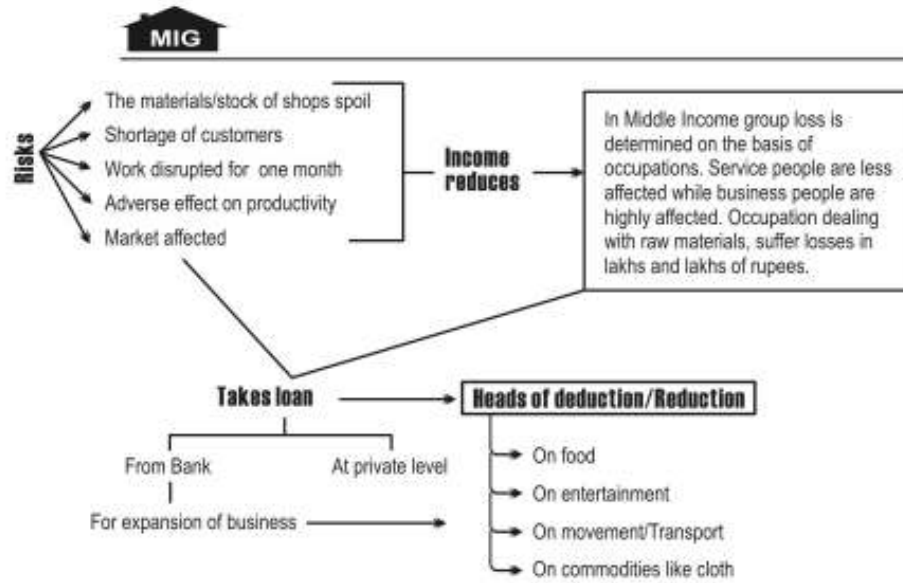 MIG
Risks
The materials/stock of shops spoil
Shortage of customers
Work disrupted for one month
Adverse effect on productivity
Market affected
Income
reduces
In Middle Income group loss is
determined on the basis of
occupations. Service people are less
affected while business people are
highly affected. Occupation dealing
with raw materials, suffer losses in
lakhs and lakhs of rupees.
Takes loan
Heads of deduction/Reduction
From Bank
At private level
For expansion of business
On food
On entertainment
On movement/Transport
On commodities like cloth